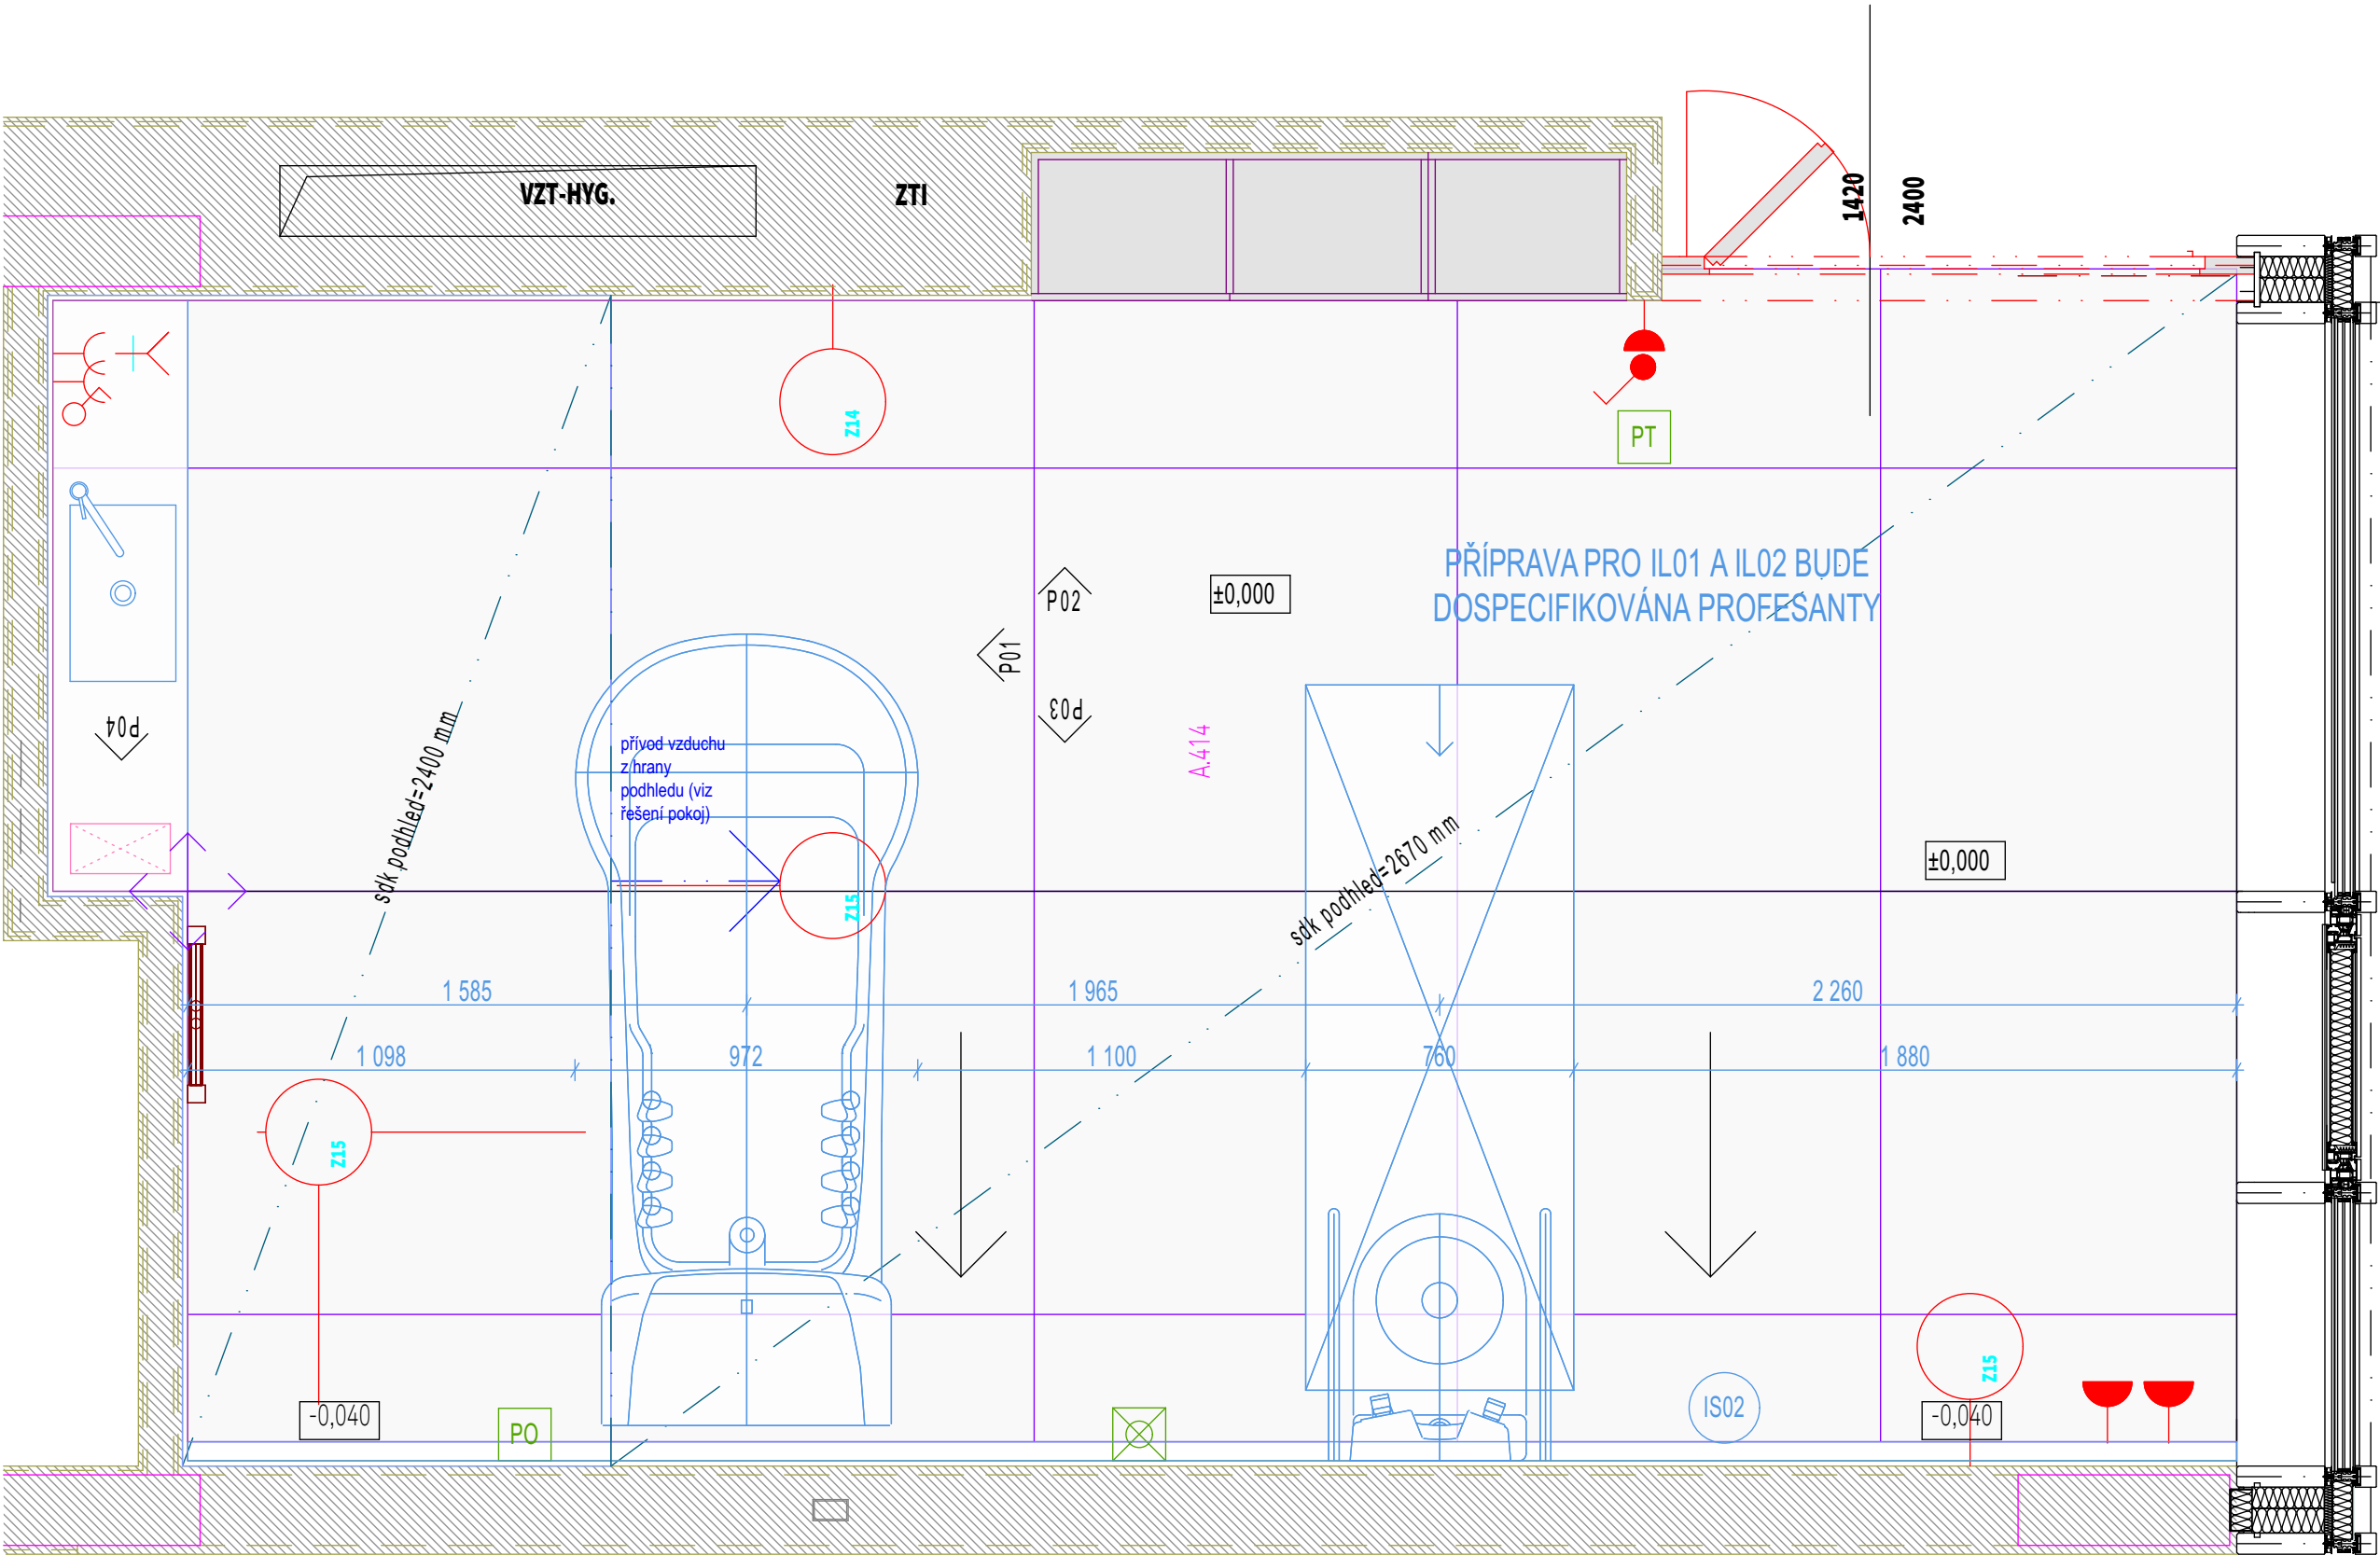 VZT-HYG.
ZTI
1420
2400
Z14
PT
PŘÍPRAVA PRO IL01 A IL02 BUDE
DOSPECIFIKOVÁNA PROFESANTY
P02
±0,000
P01
P03
P04
A.414
sdk podhled=2400 mm
přívod vzduchu
z hrany
podhledu (viz
řešení pokoj)
sdk podhled=2670 mm
±0,000
Z15
1 585
1 965
2 260
1 098
972
1 100
760
1 880
Z15
Z15
-0,040
PO
IS02
-0,040